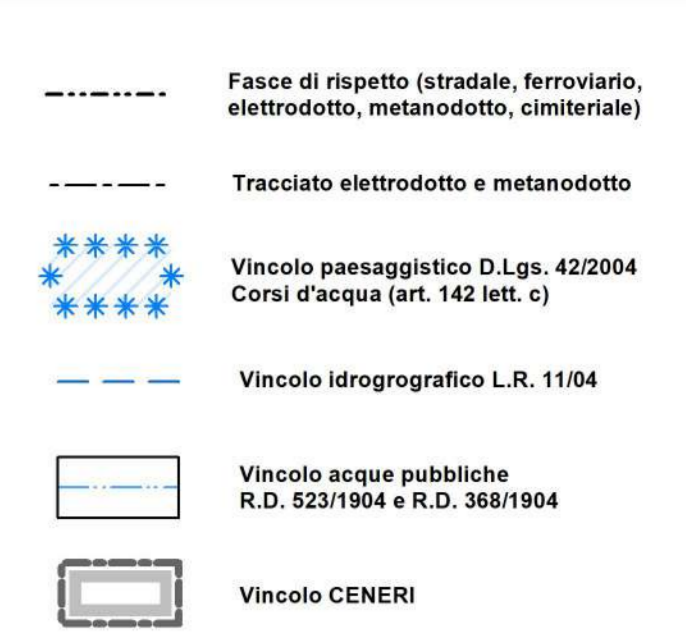 Fasce di rispetto (stradale, ferroviario,
elettrodotto, metanodotto, cimiteriale)
Tracciato elettrodotto e metanodotto
Vincolo paesaggistico D.Lgs. 42/2004
Corsi d'acqua (art. 142 lett. c)
Vincolo idrogrografico L.R. 11/04
Vincolo acque pubbliche
R.D. 523/1904 e R.D. 368/1904
Vincolo CENERI